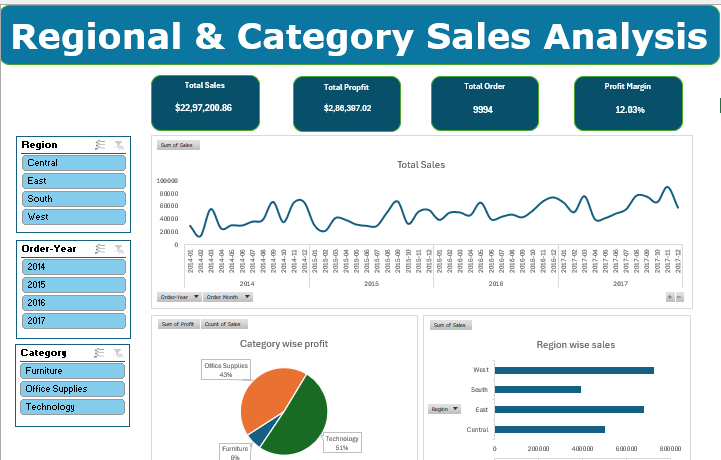 Regional & Category Sales Analysis
Total Sales
$22,97,200.86
Total Propfit
$2,86,397.02
Total Order
9994
Profit Margin
12.03%
Region
Central
East
South
West
Order-Year
2014
2015
2016
2017
Category
Furniture
Office Supplies
Technology
Sum of Sales
Total Sales
100000
80000
60000
40000
20000
0
2014-01 2014-02 2014-03 2014-04 2014-05 2014-06 2014-07 2014-08 2014-09 2014-10 2014-11 2014-12 2015-01 2015-02 2015-03 2015-04 2015-05 2015-06 2015-07 2015-08 2015-09 2015-10 2015-11 2015-12 2016-01 2016-02 2016-03 2016-04 2016-05 2016-06 2016-07 2016-08 2016-09 2016-10 2016-11 2016-12 2017-01 2017-02 2017-03 2017-04 2017-05 2017-06 2017-07 2017-08 2017-09 2017-10 2017-11 2017-12
2014 2015 2016 2017
Order-Year Order Month
Sum of Profit Count of Sales
Category wise profit
Office Supplies
43%
Technology
51%
Furniture
6%
Sum of Sales
Region wise sales
West
South
East
Central
Region
0 200000 400000 600000 800000